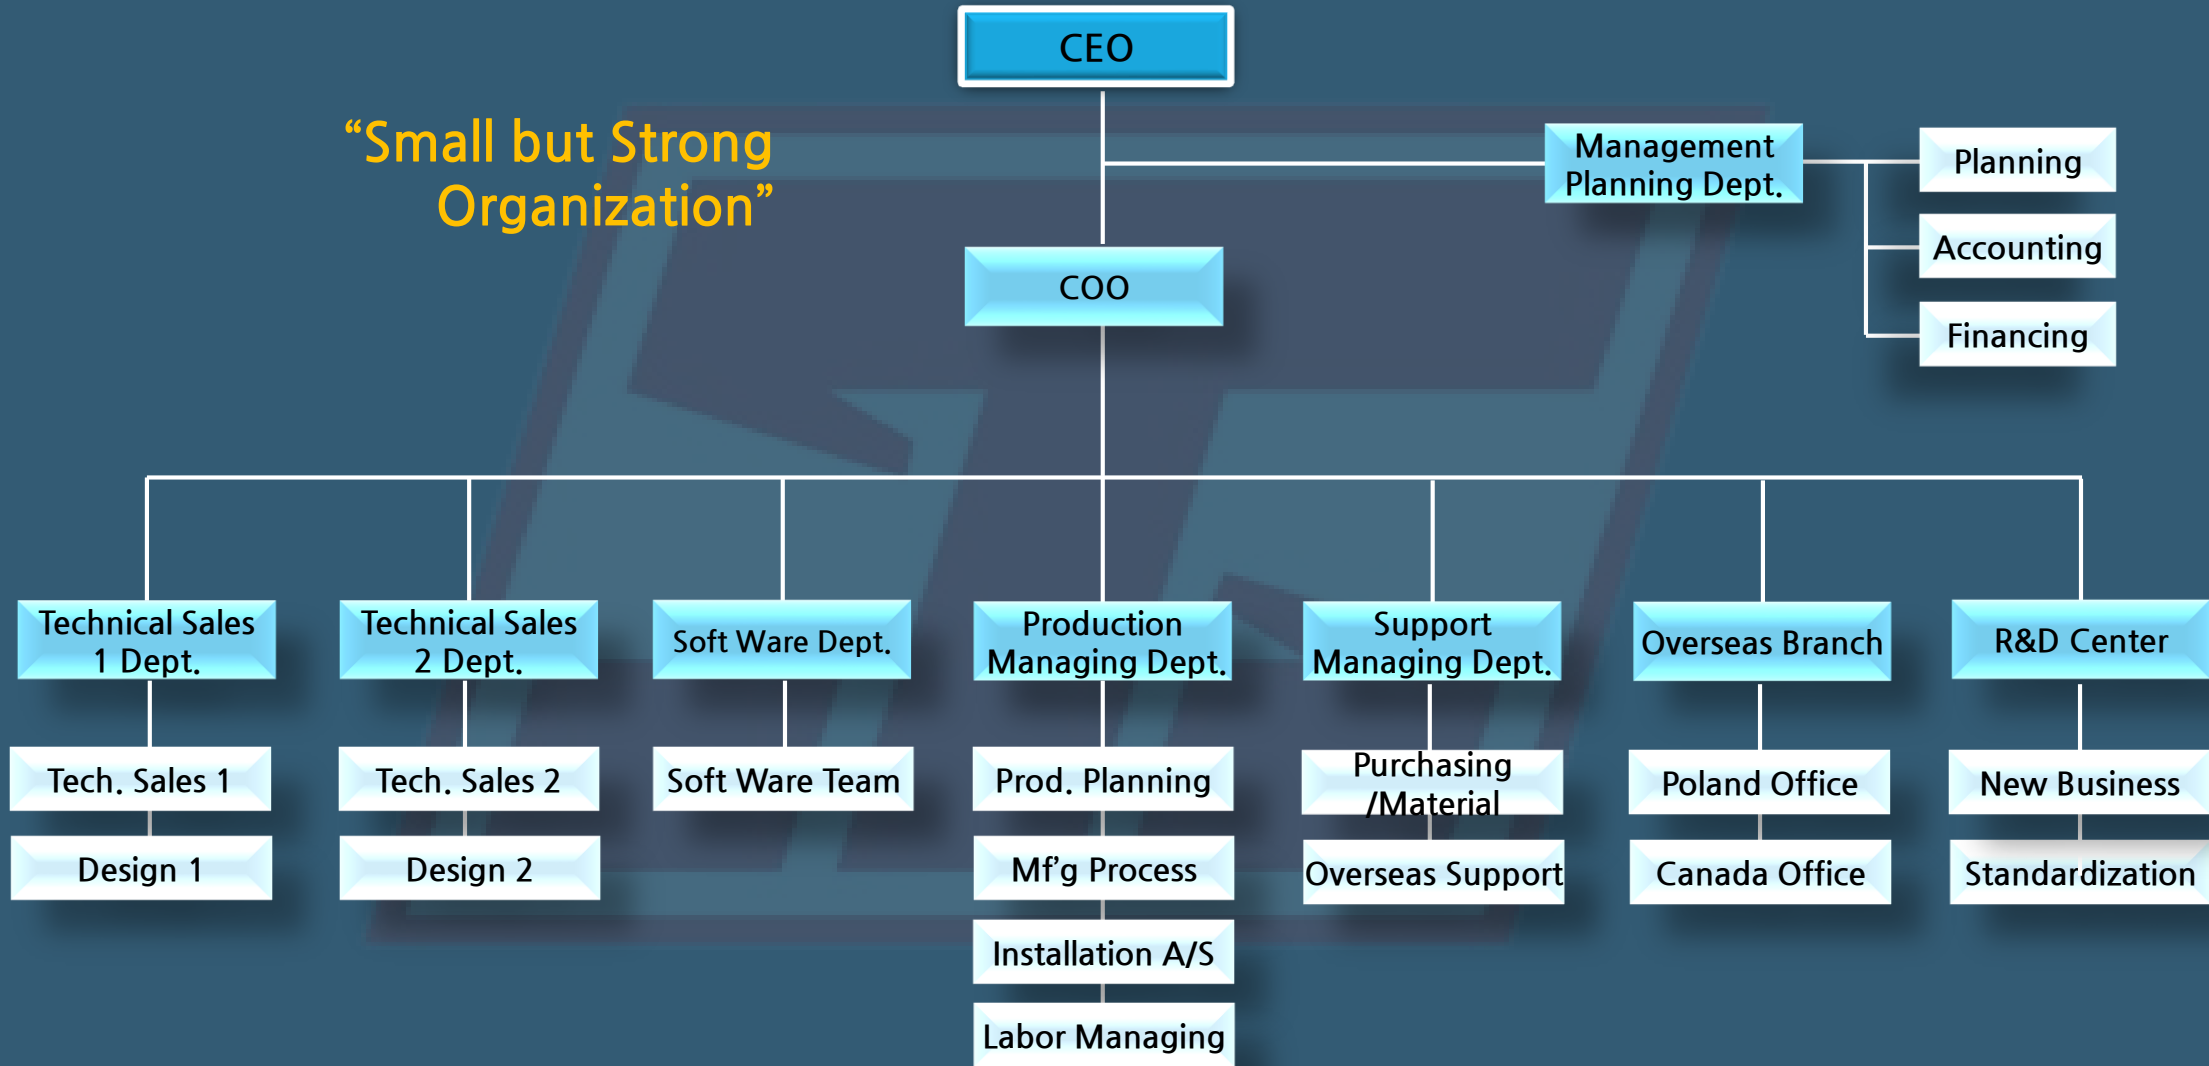 CEO
“Small but Strong
Organization”
Management
Planning Dept.
Planning
Accounting
Financing
COO
Technical Sales
1 Dept.
Technical Sales
2 Dept.
Soft Ware Dept.
Production
Managing Dept.
Support
Managing Dept.
Overseas Branch
R&D Center
Tech. Sales 1
Tech. Sales 2
Soft Ware Team
Prod. Planning
Purchasing
/Material
Poland Office
New Business
Design 1
Design 2
Mf’g Process
Overseas Support
Canada Office
Standardization
Installation A/S
Labor Managing